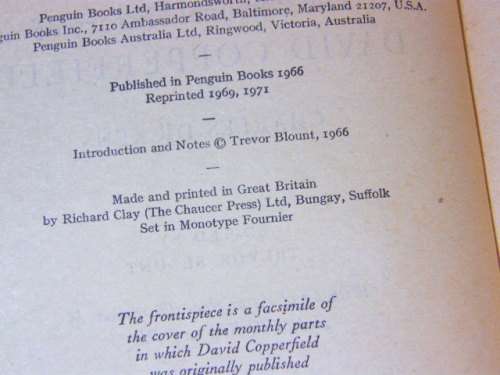 Penguin Books Ltd, Harmondsworth,
Penguin Books Inc., 7110 Ambassador Road, Baltimore, Maryland 21207, U.S.A.
Penguin Books Australia Ltd, Ringwood, Victoria, Australia
—
Published in Penguin Books 1966
Reprinted 1969, 1971
—
Introduction and Notes © Trevor Blount, 1966
—
Made and printed in Great Britain
by Richard Clay (The Chaucer Press) Ltd, Bungay, Suffolk
Set in Monotype Fournier
The frontispiece is a facsimile of
the cover of the monthly parts
in which David Copperfield
was originally published